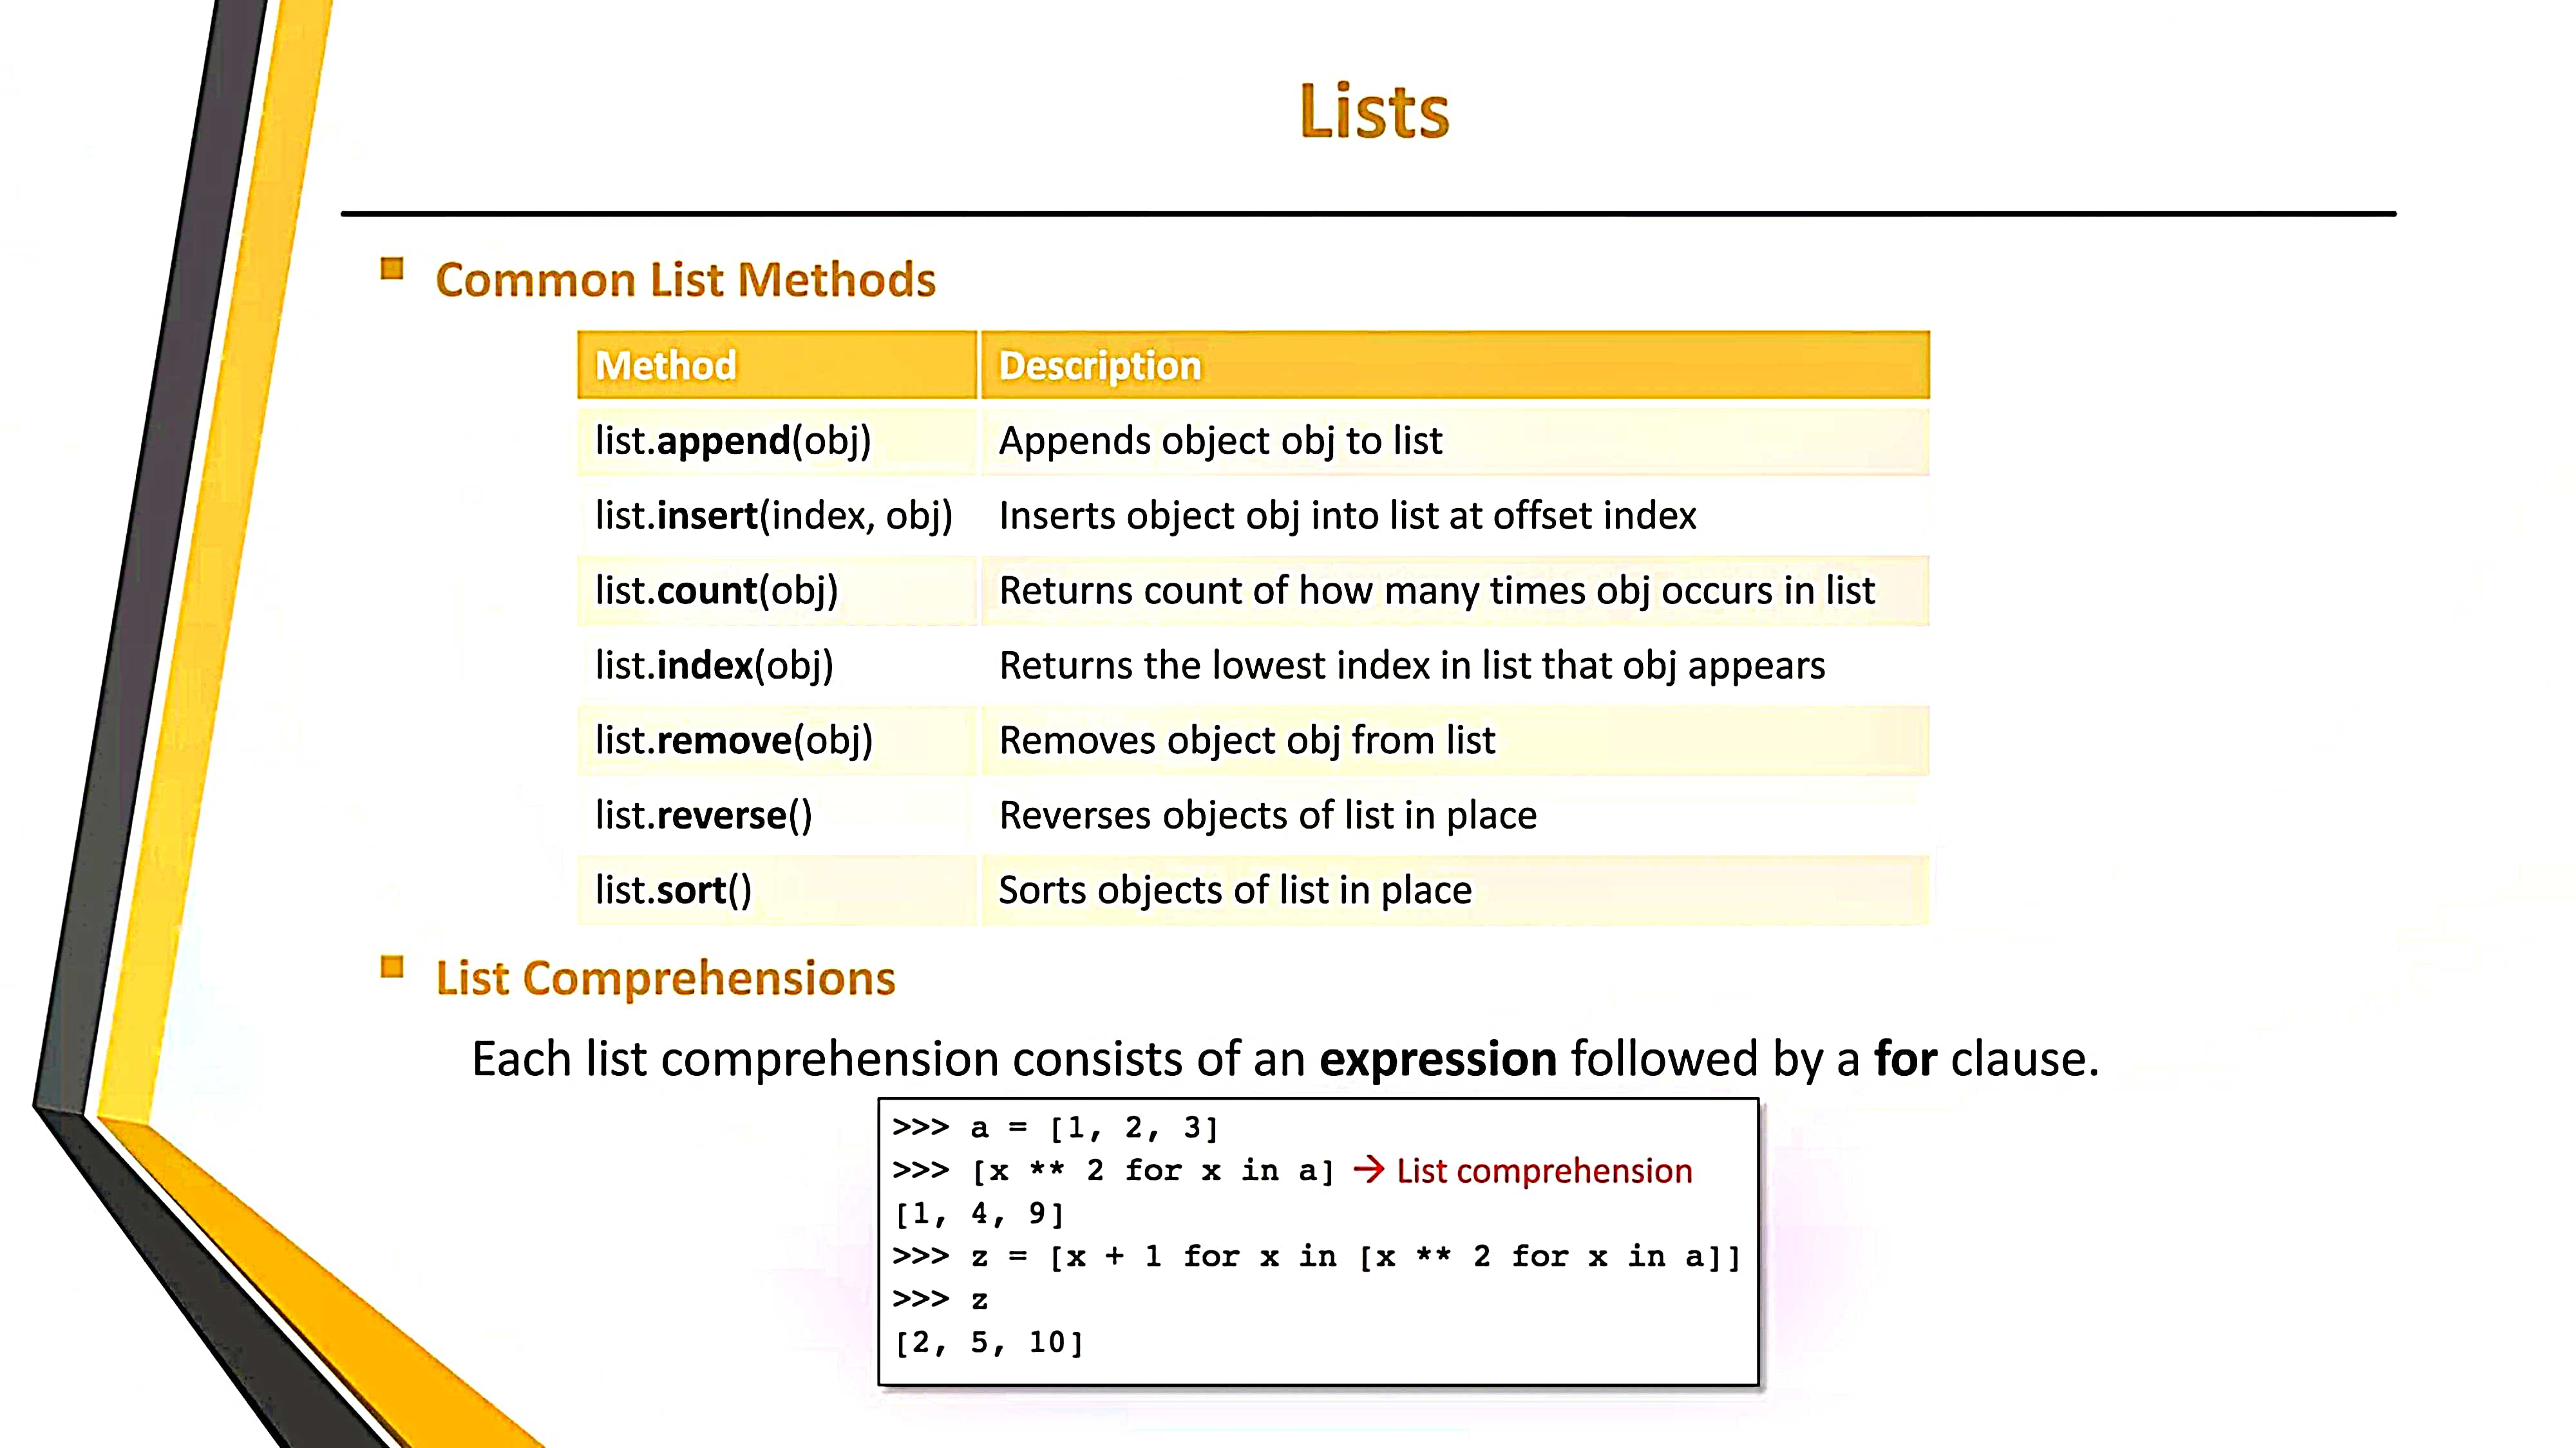 Lists
Common List Methods
Method Description
list.append(obj) Appends object obj to list
list.insert(index, obj) Inserts object obj into list at offset index
list.count(obj) Returns count of how many times obj occurs in list
list.index(obj) Returns the lowest index in list that obj appears
list.remove(obj) Removes object obj from list
list.reverse() Reverses objects of list in place
list.sort() Sorts objects of list in place
List Comprehensions
Each list comprehension consists of an expression followed by a for clause.
>>> a = [1, 2, 3]
>>> [x ** 2 for x in a] → List comprehension
[1, 4, 9]
>>> z = [x + 1 for x in [x ** 2 for x in a]]
>>> z
[2, 5, 10]